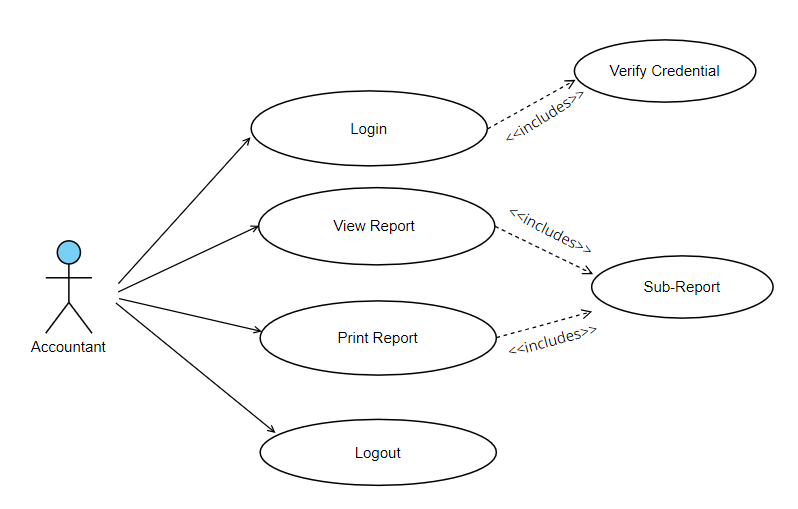 Verify Credential
Login
<<includes>>
View Report
<<includes>>
Sub-Report
Print Report
<<includes>>
Accountant
Logout